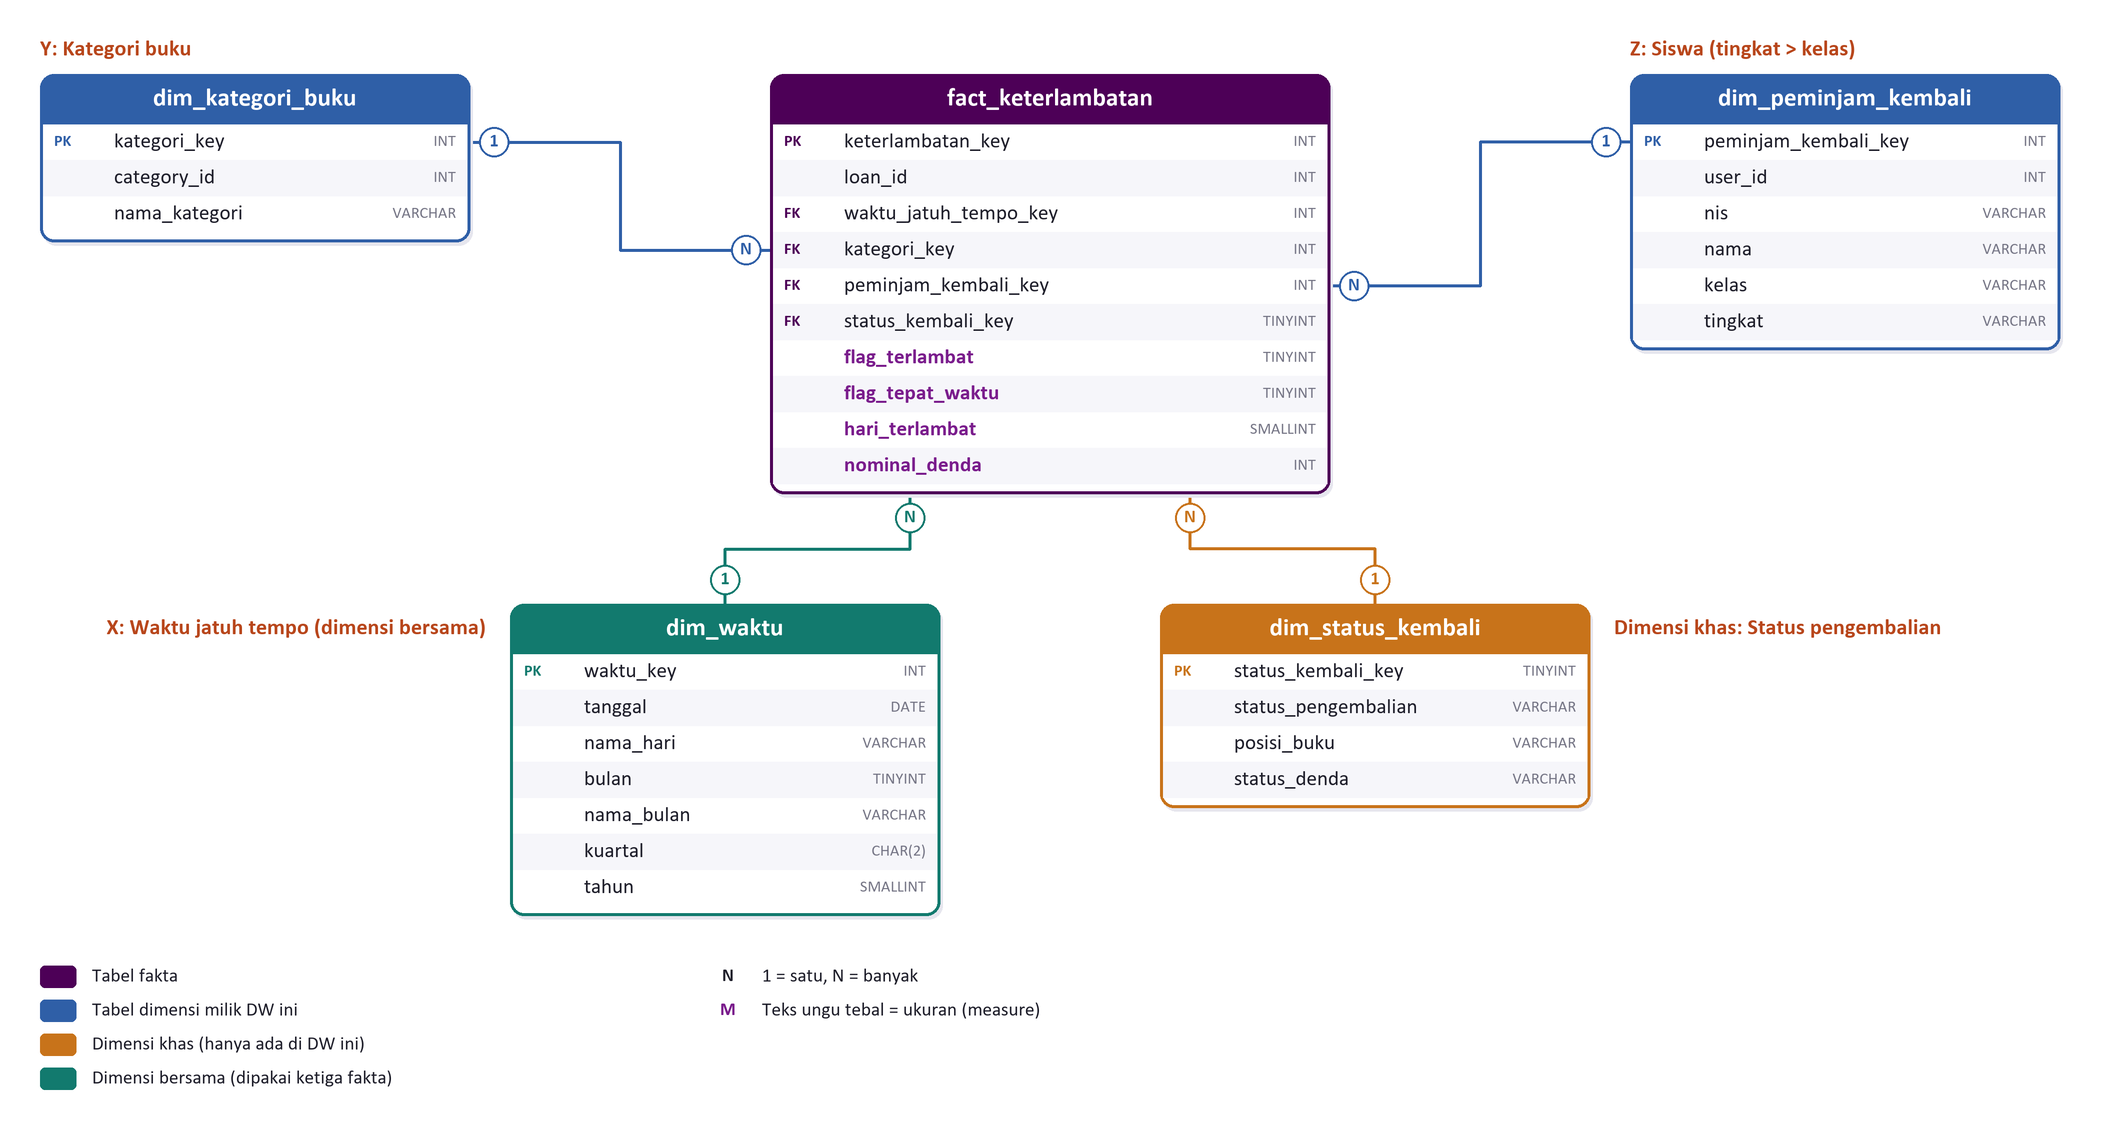 Y: Kategori buku
dim_kategori_buku
PK kategori_key INT
category_id INT
nama_kategori VARCHAR
1
N
fact_keterlambatan
PK keterlambatan_key INT
loan_id INT
FK waktu_jatuh_tempo_key INT
FK kategori_key INT
FK peminjam_kembali_key INT
FK status_kembali_key TINYINT
flag_terlambat TINYINT
flag_tepat_waktu TINYINT
hari_terlambat SMALLINT
nominal_denda INT
Z: Siswa (tingkat > kelas)
dim_peminjam_kembali
1
PK peminjam_kembali_key INT
user_id INT
nis VARCHAR
nama VARCHAR
N
kelas VARCHAR
tingkat VARCHAR
N
N
1
1
X: Waktu jatuh tempo (dimensi bersama)
dim_waktu
PK waktu_key INT
tanggal DATE
nama_hari VARCHAR
bulan TINYINT
nama_bulan VARCHAR
kuartal CHAR(2)
tahun SMALLINT
dim_status_kembali
Dimensi khas: Status pengembalian
PK status_kembali_key TINYINT
status_pengembalian VARCHAR
posisi_buku VARCHAR
status_denda VARCHAR
Tabel fakta
Tabel dimensi milik DW ini
Dimensi khas (hanya ada di DW ini)
Dimensi bersama (dipakai ketiga fakta)
N 1 = satu, N = banyak
M Teks ungu tebal = ukuran (measure)